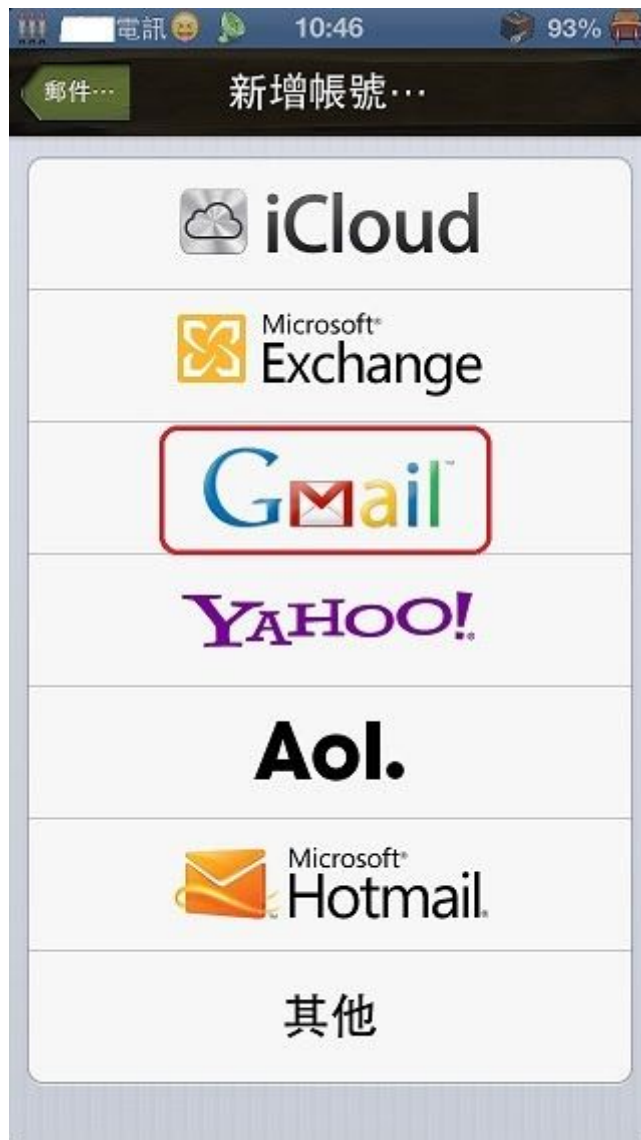 電訊 10:46 93%
郵件… 新增帳號…
iCloud
Microsoft®
Exchange
Gmail™
YAHOO!®
Aol.
Microsoft®
Hotmail®
其他